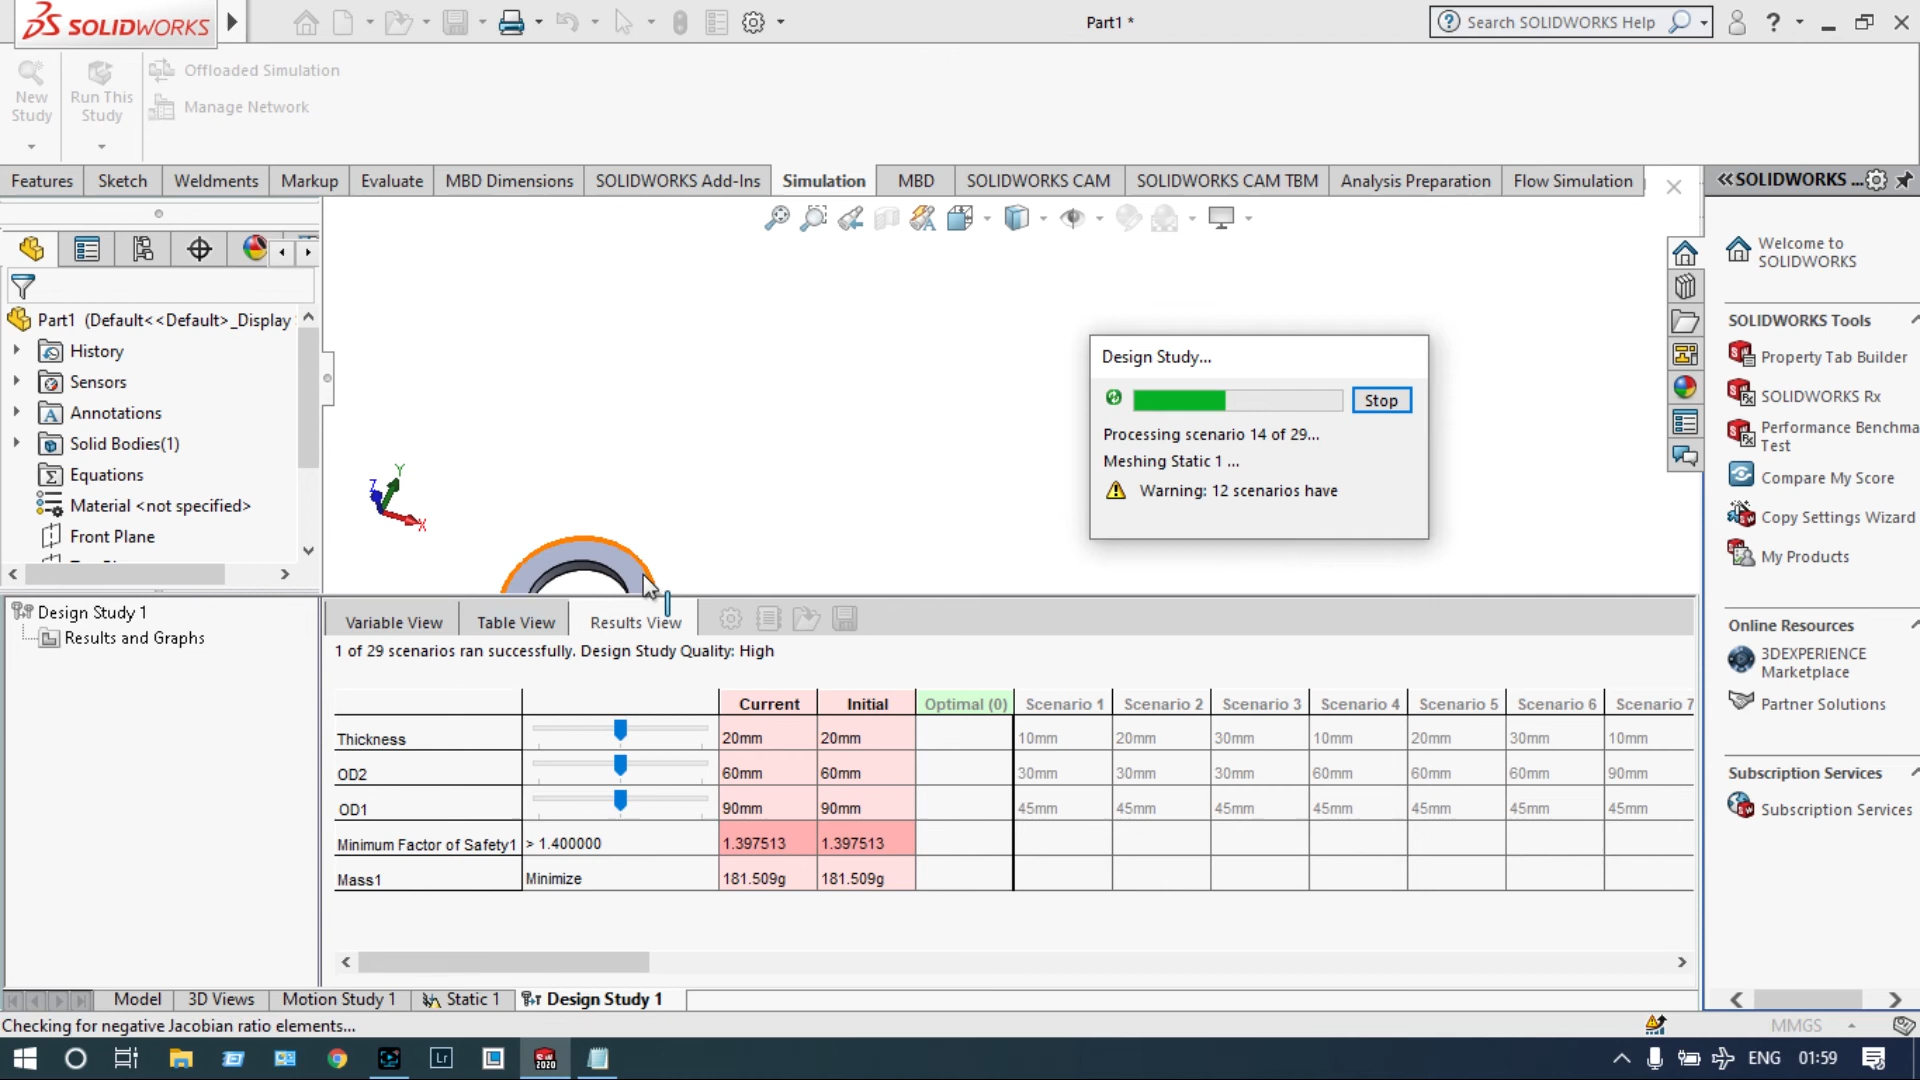 SOLIDWORKS
Part1 *
Search SOLIDWORKS Help
New Study
Run This Study
Offloaded Simulation
Manage Network
Features
Sketch
Weldments
Markup
Evaluate
MBD Dimensions
SOLIDWORKS Add-Ins
Simulation
MBD
SOLIDWORKS CAM
SOLIDWORKS CAM TBM
Analysis Preparation
Flow Simulation
SOLIDWORKS ...
Part1 (Default<<Default>_Display
History
Sensors
Annotations
Solid Bodies(1)
Equations
Material <not specified>
Front Plane
Y
Z
X
Design Study...
Stop
Processing scenario 14 of 29...
Meshing Static 1 ...
Warning: 12 scenarios have
Welcome to
SOLIDWORKS
SOLIDWORKS Tools
Property Tab Builder
SOLIDWORKS Rx
Performance Benchma
Test
Compare My Score
Copy Settings Wizard
My Products
Online Resources
3DEXPERIENCE
Marketplace
Partner Solutions
Subscription Services
Subscription Services
Design Study 1
Results and Graphs
Variable View
Table View
Results View
1 of 29 scenarios ran successfully. Design Study Quality: High
Current Initial Optimal (0) Scenario 1 Scenario 2 Scenario 3 Scenario 4 Scenario 5 Scenario 6 Scenario 7
Thickness 20mm 20mm 10mm 20mm 30mm 10mm 20mm 30mm 10mm
OD2 60mm 60mm 30mm 30mm 30mm 60mm 60mm 60mm 90mm
OD1 90mm 90mm 45mm 45mm 45mm 45mm 45mm 45mm 45mm
Minimum Factor of Safety1 > 1.400000 1.397513 1.397513
Mass1 Minimize 181.509g 181.509g
Model
3D Views
Motion Study 1
Static 1
Design Study 1
Checking for negative Jacobian ratio elements...
MMGS
Lr
SW
2020
ENG
01:59